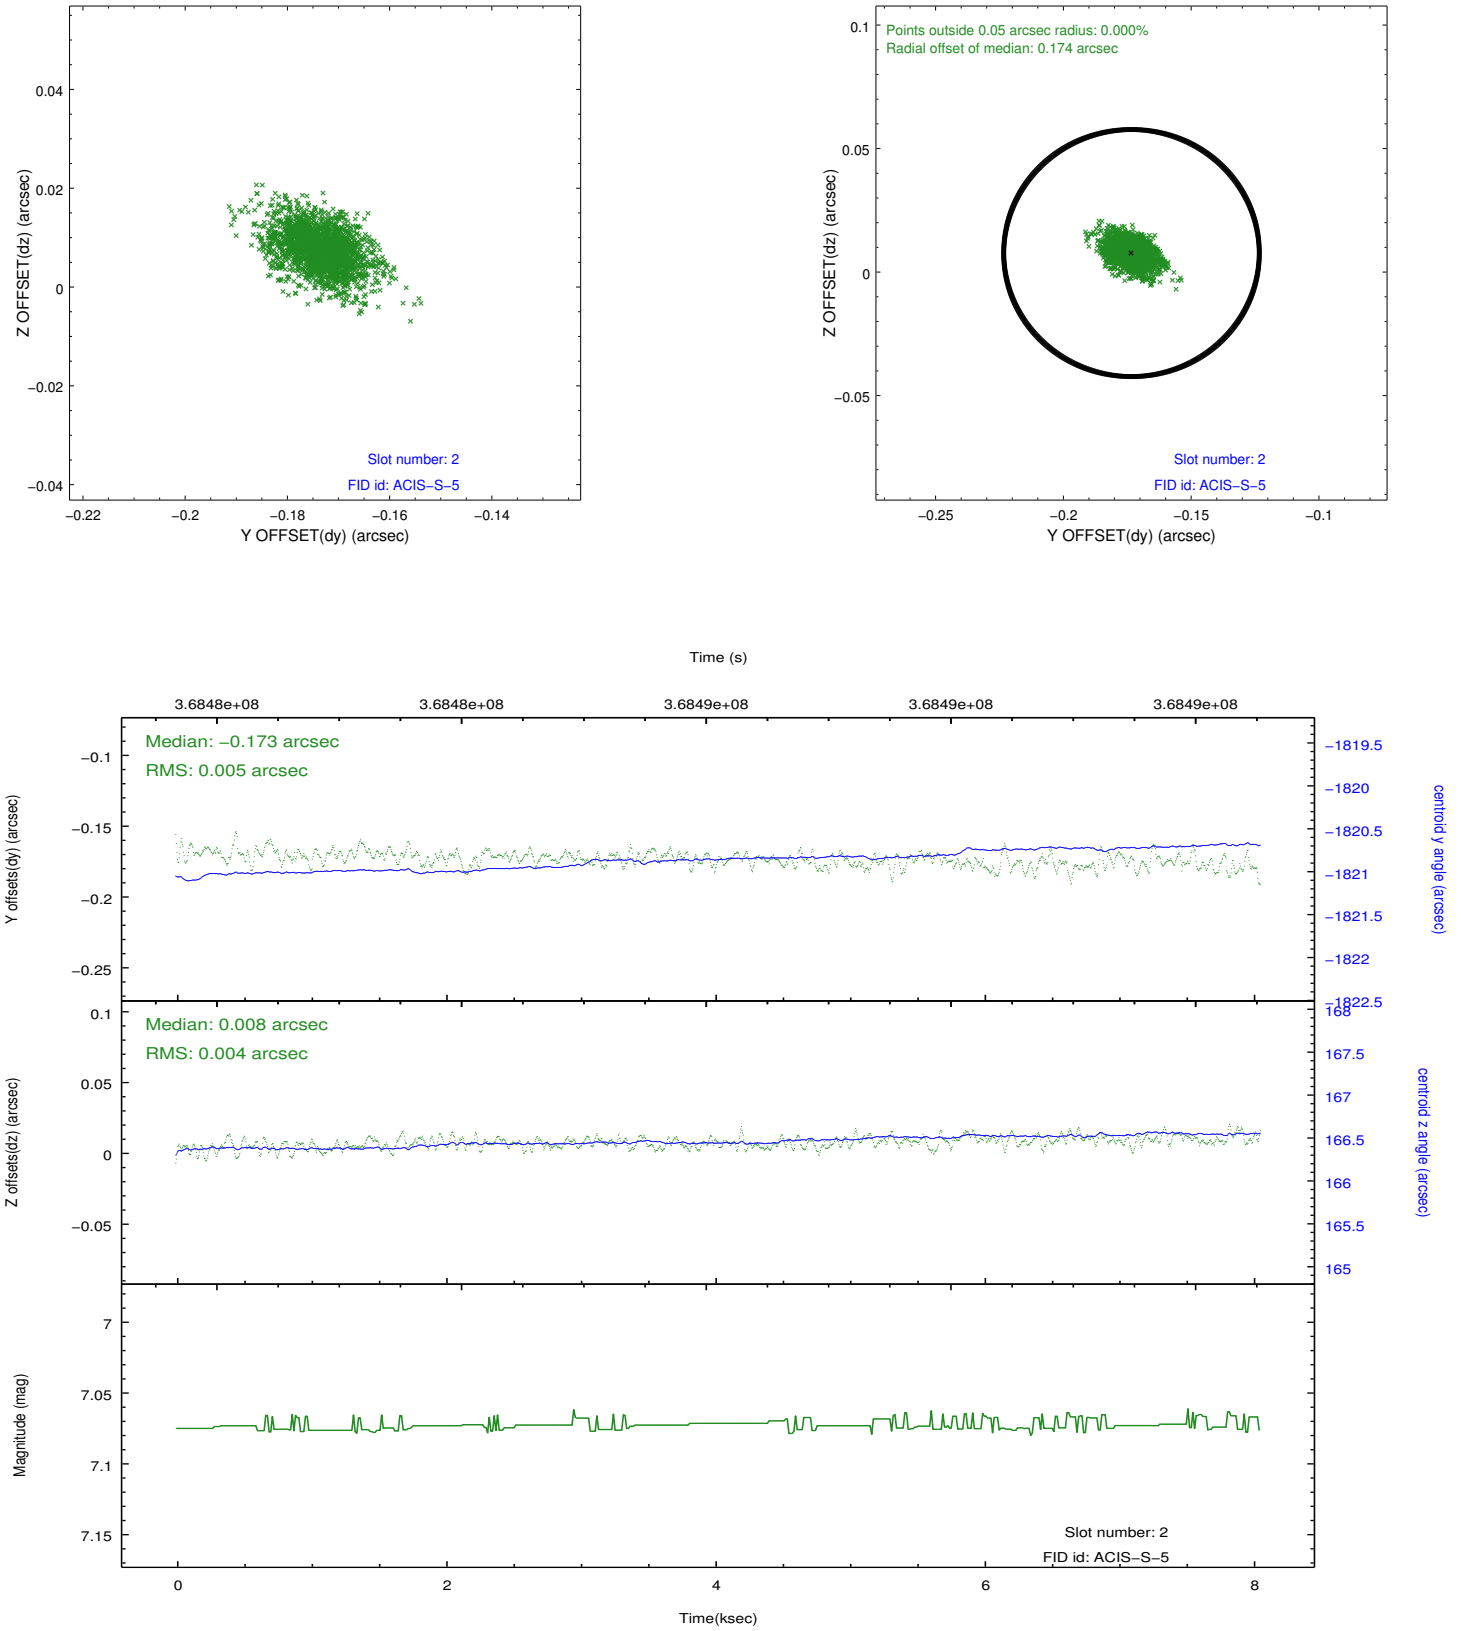 0.04
0.02
0
−0.02
−0.04
Z OFFSET(dz) (arcsec)
Slot number: 2
FID id: ACIS−S−5
−0.22
−0.2
−0.18
−0.16
−0.14
Y OFFSET(dy) (arcsec)
Points outside 0.05 arcsec radius: 0.000%
Radial offset of median: 0.174 arcsec
0.1
0.05
0
−0.05
Z OFFSET(dz) (arcsec)
Slot number: 2
FID id: ACIS−S−5
−0.25
−0.2
−0.15
−0.1
Y OFFSET(dy) (arcsec)
Time (s)
3.6848e+08
3.6848e+08
3.6849e+08
3.6849e+08
3.6849e+08
Median: −0.173 arcsec
RMS: 0.005 arcsec
−0.1
−0.15
−0.2
−0.25
Y offsets(dy) (arcsec)
−1819.5
−1820
−1820.5
−1821
−1821.5
−1822
−1822.5
centroid y angle (arcsec)
Median: 0.008 arcsec
RMS: 0.004 arcsec
0.1
0.05
0
−0.05
Z offsets(dz) (arcsec)
168
167.5
167
166.5
166
165.5
165
centroid z angle (arcsec)
7
7.05
7.1
7.15
Magnitude (mag)
Slot number: 2
FID id: ACIS−S−5
0
2
4
6
8
Time(ksec)